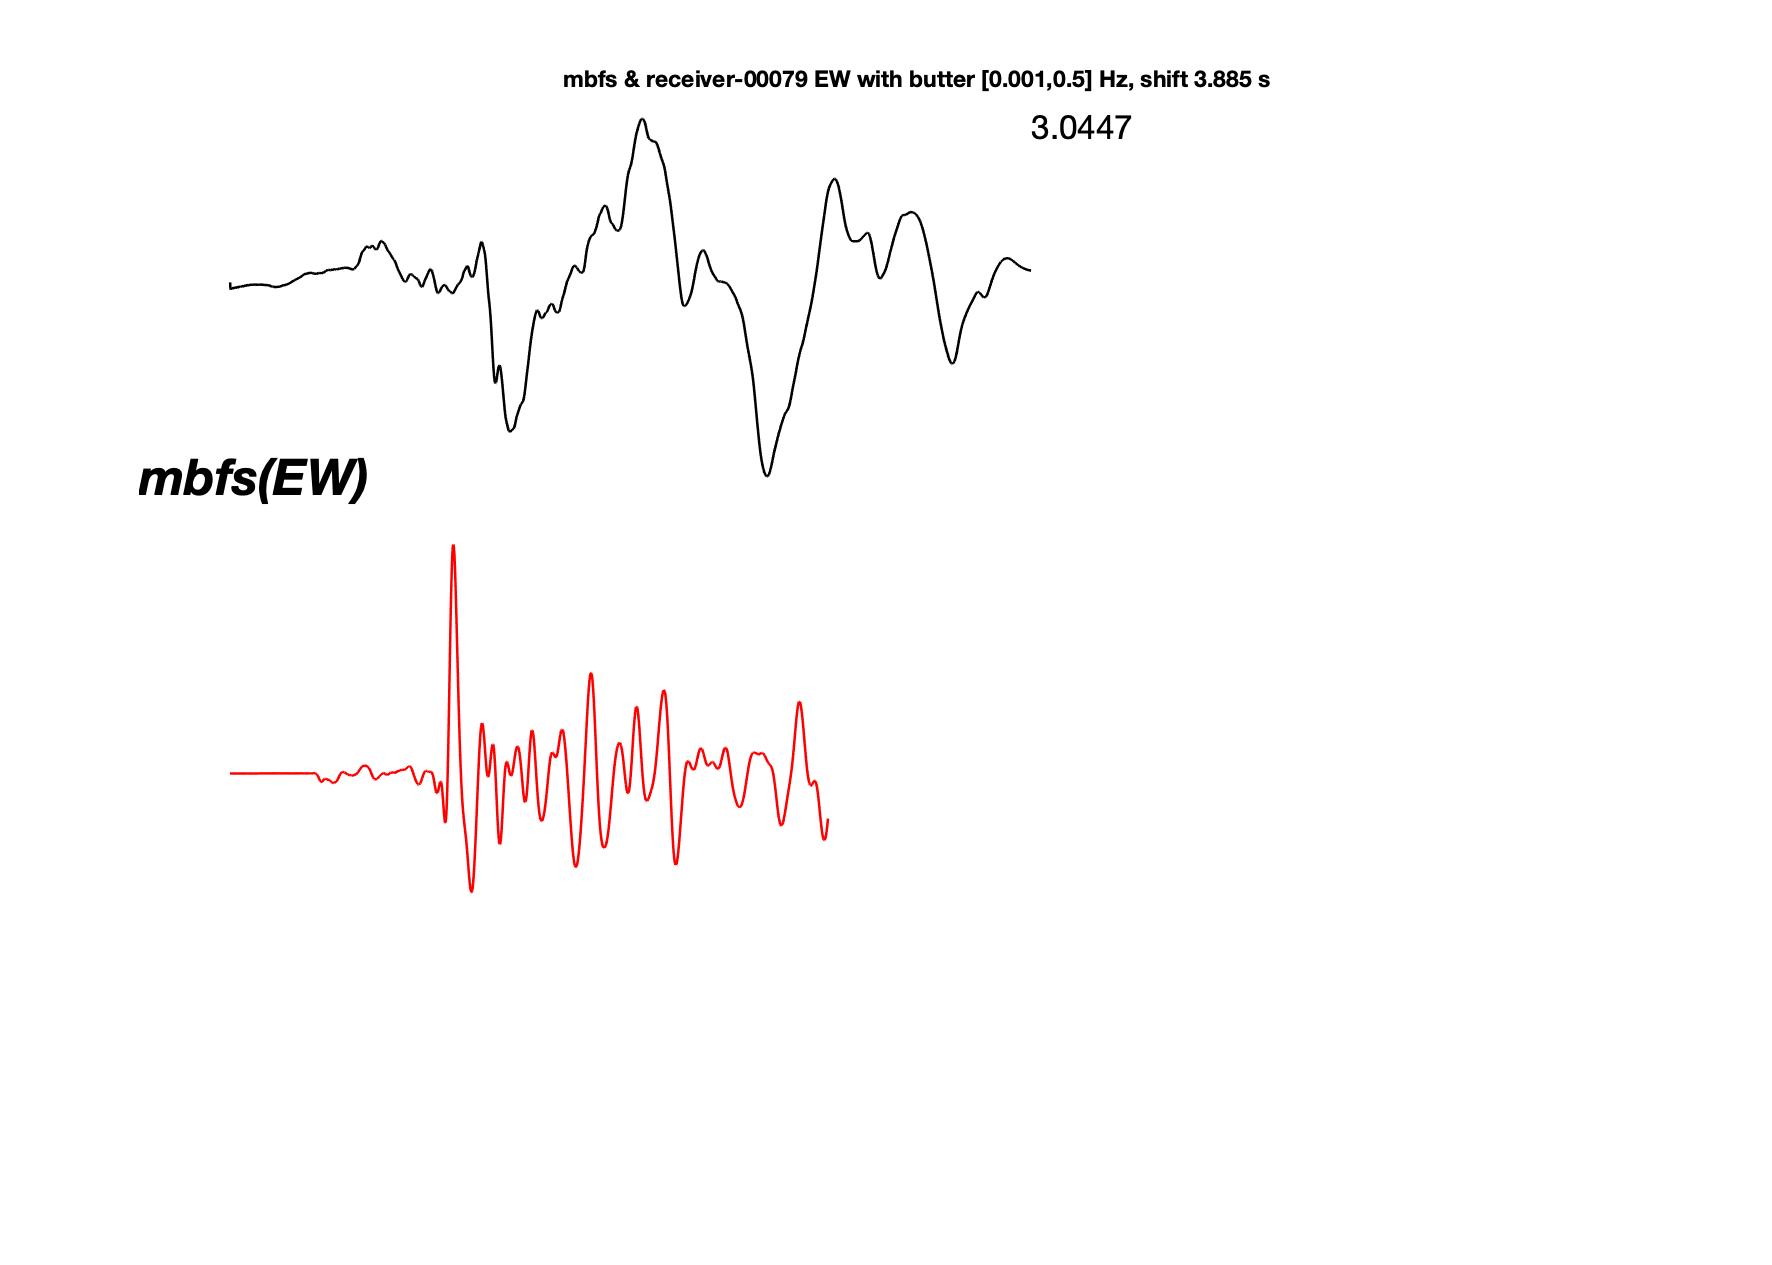 mbfs & receiver-00079 EW with butter [0.001,0.5] Hz, shift 3.885 s
3.0447
mbfs(EW)